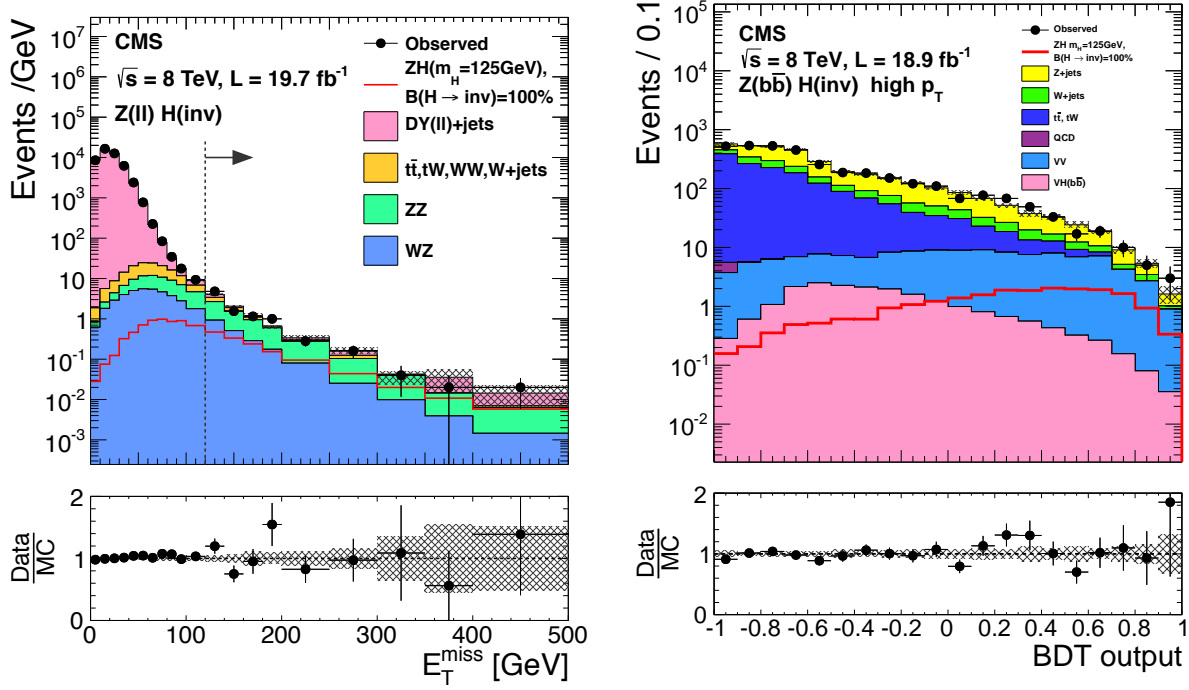 CMS
√s = 8 TeV, L = 19.7 fb⁻¹
Z(ll) H(inv)
Observed
ZH(m_H=125GeV),
B(H → inv)=100%
DY(ll)+jets
tt̄,tW,WW,W+jets
ZZ
WZ
Events /GeV
10⁷
10⁶
10⁵
10⁴
10³
10²
10
1
10⁻¹
10⁻²
10⁻³
Data/MC
2
1
0
0 100 200 300 400 500
E_T^miss [GeV]
CMS
√s = 8 TeV, L = 18.9 fb⁻¹
Z(bb̄) H(inv) high p_T
Observed
ZH m_H=125GeV,
B(H → inv)=100%
Z+jets
W+jets
tt̄, tW
QCD
VV
VH(bb̄)
Events / 0.1
10⁵
10⁴
10³
10²
10
1
10⁻¹
10⁻²
Data/MC
2
1
0
-1 -0.8 -0.6 -0.4 -0.2 0 0.2 0.4 0.6 0.8 1
BDT output